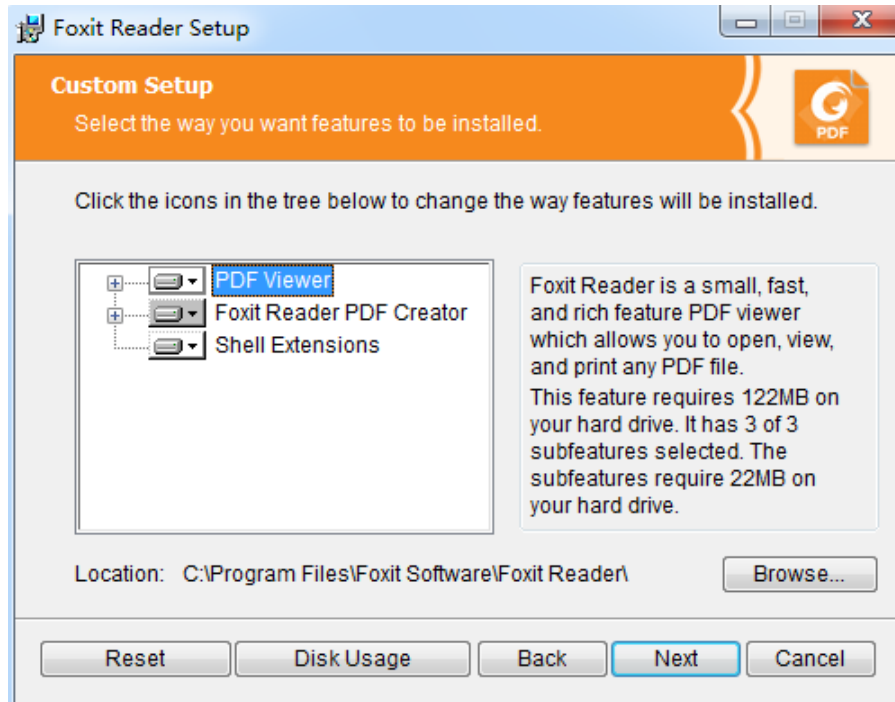 Foxit Reader Setup
Custom Setup
Select the way you want features to be installed.
PDF
Click the icons in the tree below to change the way features will be installed.
PDF Viewer
Foxit Reader PDF Creator
Shell Extensions
Foxit Reader is a small, fast,
and rich feature PDF viewer
which allows you to open, view,
and print any PDF file.
This feature requires 122MB on
your hard drive. It has 3 of 3
subfeatures selected. The
subfeatures require 22MB on
your hard drive.
Location: C:\Program Files\Foxit Software\Foxit Reader\
Browse...
Reset
Disk Usage
Back
Next
Cancel